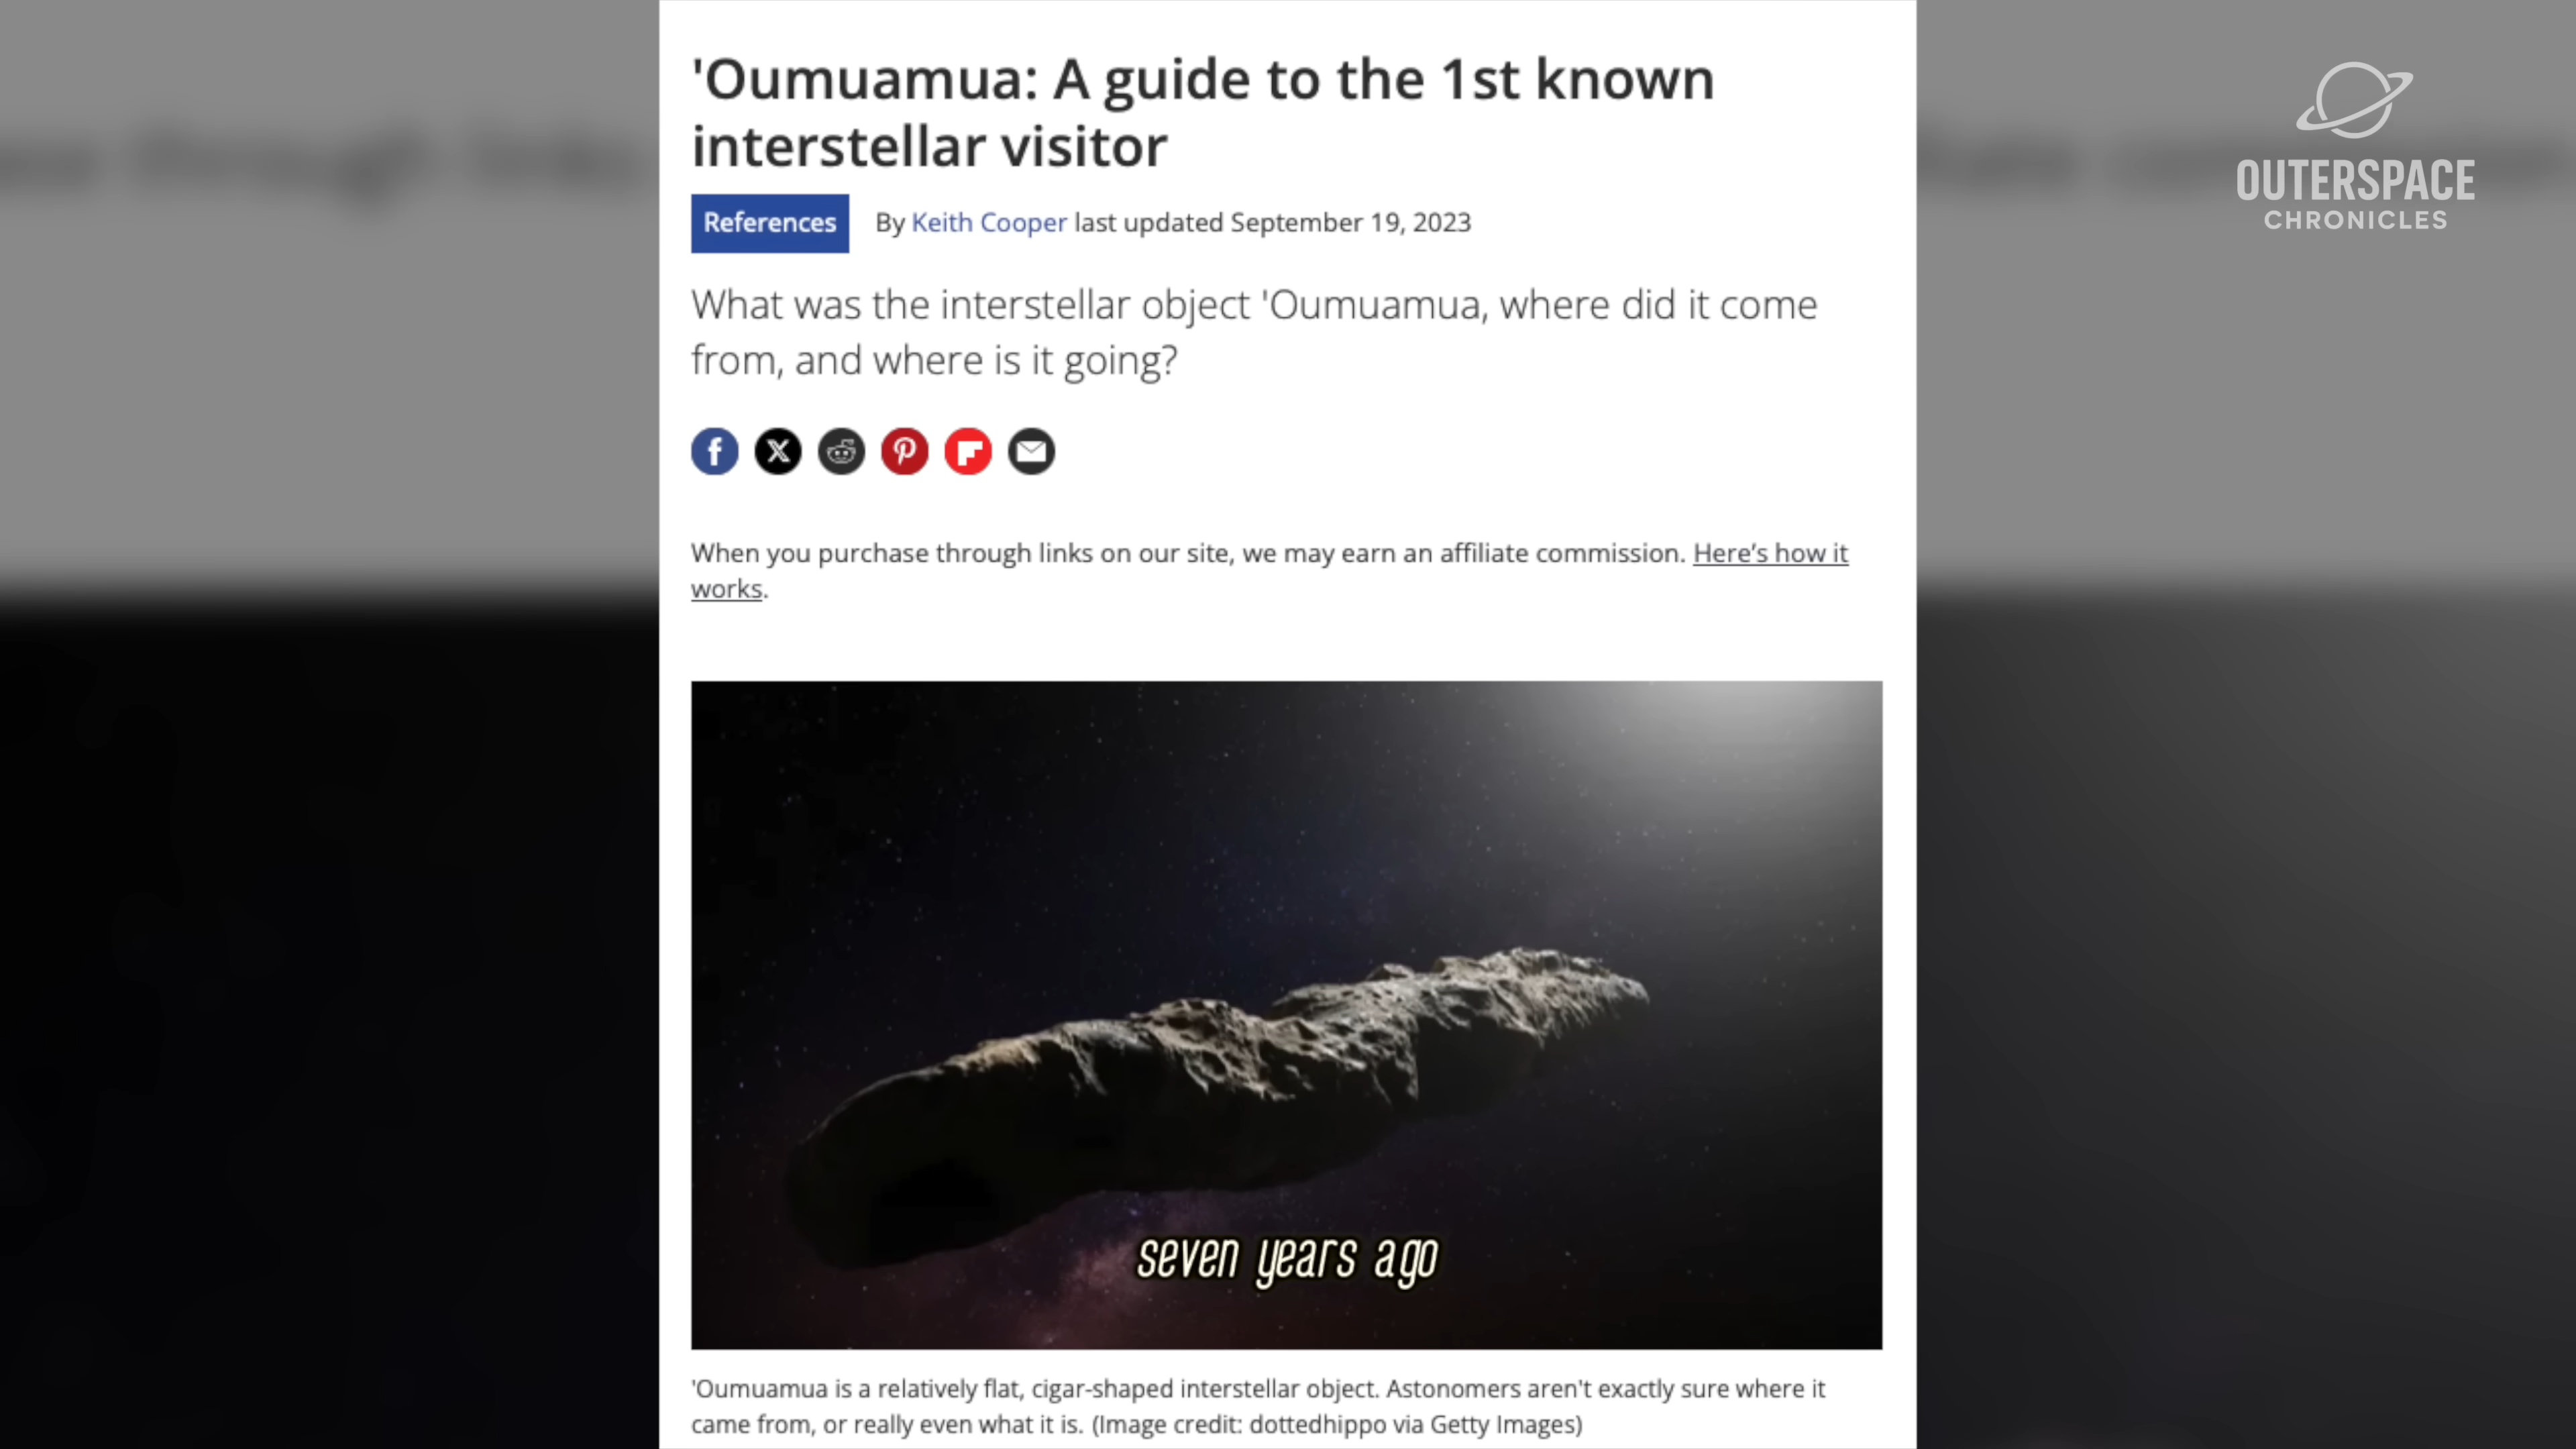 'Oumuamua: A guide to the 1st known
interstellar visitor
References
By Keith Cooper last updated September 19, 2023
What was the interstellar object 'Oumuamua, where did it come
from, and where is it going?
When you purchase through links on our site, we may earn an affiliate commission. Here's how it
works.
seven years ago
'Oumuamua is a relatively flat, cigar-shaped interstellar object. Astonomers aren't exactly sure where it
came from, or really even what it is. (Image credit: dottedhippo via Getty Images)
OUTERSPACE
CHRONICLES